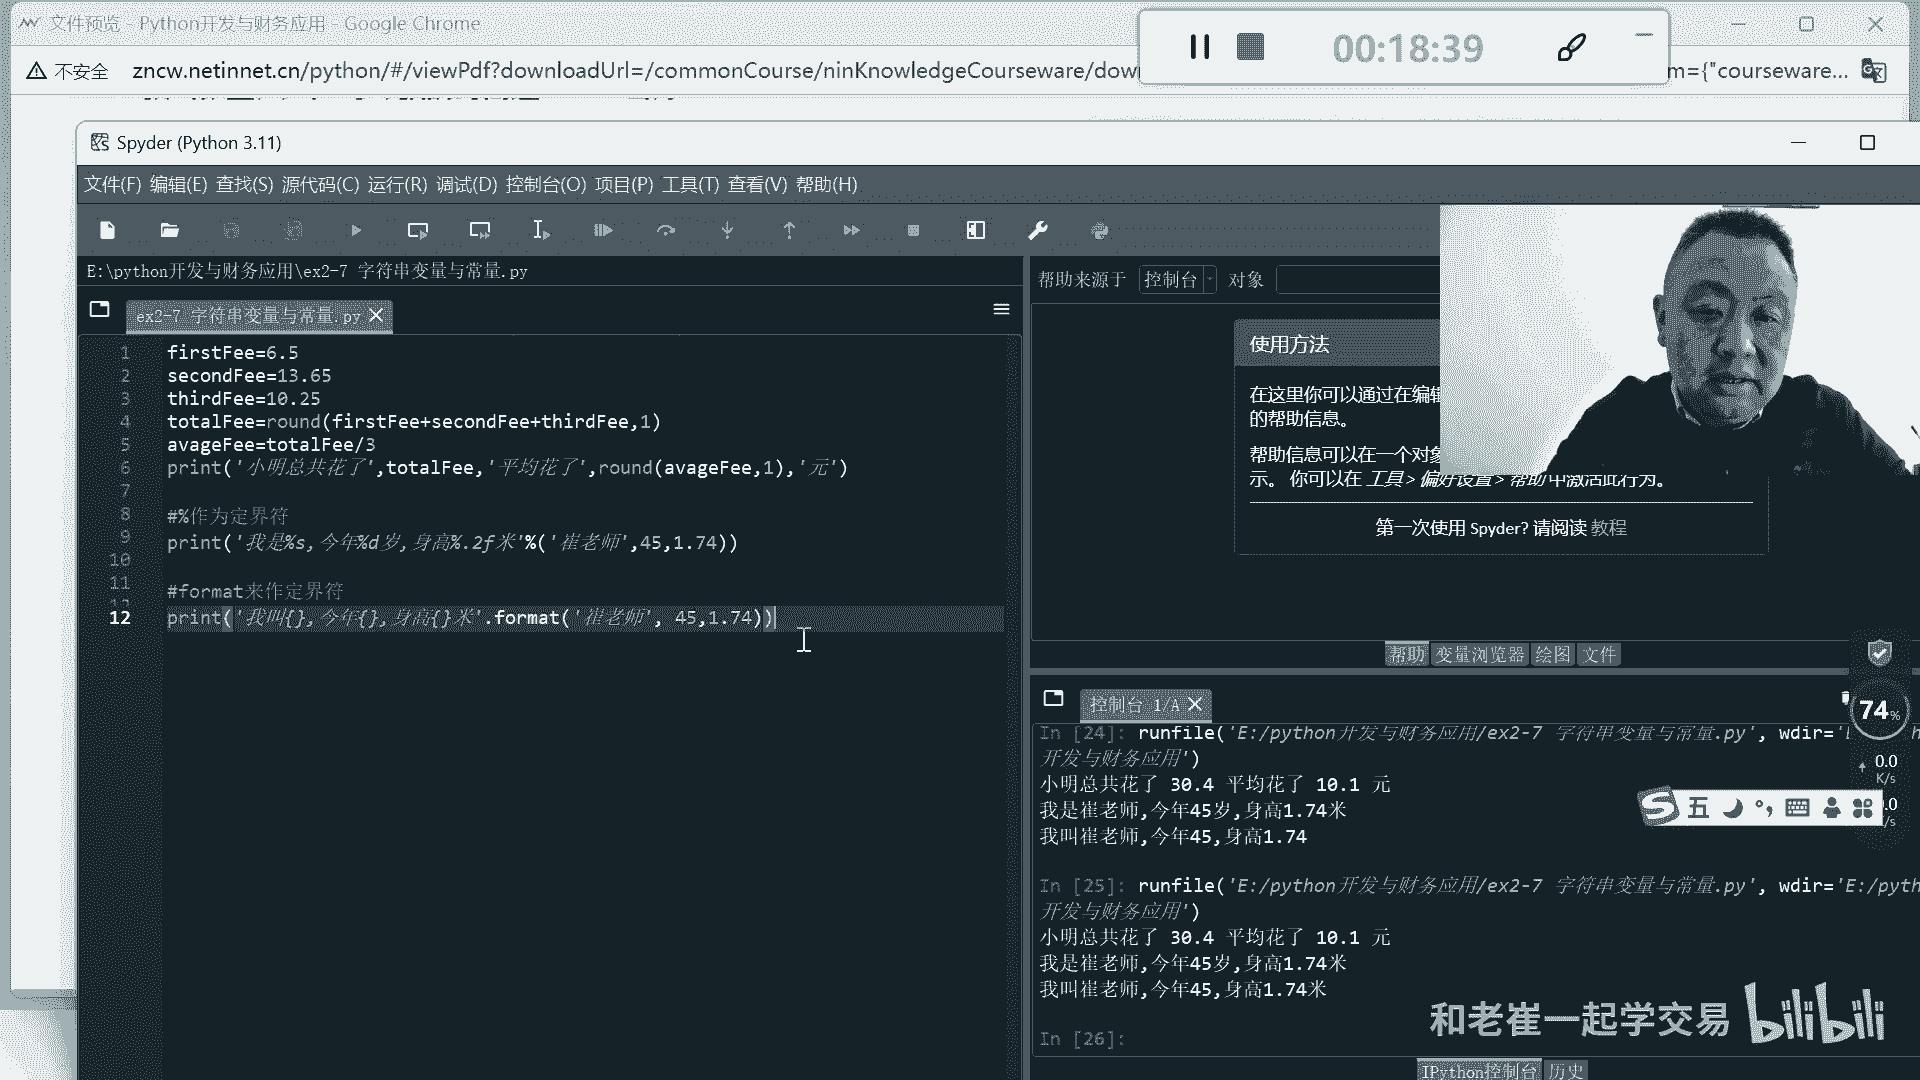 文件预览 - Python开发与财务应用 - Google Chrome
不安全 zncw.netinnet.cn/python/#/viewPdf?downloadUrl=/commonCourse/ninKnowledgeCourseware/dow
m={"courseware...
00:18:39
Spyder (Python 3.11)
文件(F) 编辑(E) 查找(S) 源代码(C) 运行(R) 调试(D) 控制台(O) 项目(P) 工具(T) 查看(V) 帮助(H)
E:\python开发与财务应用\ex2-7 字符串变量与常量.py
ex2-7 字符串变量与常量.py
1 firstFee=6.5
2 secondFee=13.65
3 thirdFee=10.25
4 totalFee=round(firstFee+secondFee+thirdFee,1)
5 avageFee=totalFee/3
6 print('小明总共花了',totalFee,'平均花了',round(avageFee,1),'元')
7
8 #%作为定界符
9 print('我是%s,今年%d岁,身高%.2f米'%('崔老师',45,1.74))
10
11 #format来作定界符
12 print('我叫{},今年{},身高{}米'.format('崔老师', 45,1.74))
帮助来源于 控制台 对象
使用方法
在这里你可以通过在编辑
的帮助信息。
帮助信息可以在一个对象
示。 你可以在 工具 > 偏好设置 > 帮助 中激活此行为。
第一次使用 Spyder? 请阅读 教程
帮助 变量浏览器 绘图 文件
控制台 1/A
In [24]: runfile('E:/python开发与财务应用/ex2-7 字符串变量与常量.py', wdir='
开发与财务应用')
小明总共花了 30.4 平均花了 10.1 元
我是崔老师,今年45岁,身高1.74米
我叫崔老师,今年45,身高1.74
In [25]: runfile('E:/python开发与财务应用/ex2-7 字符串变量与常量.py', wdir='E:/pyth
开发与财务应用')
小明总共花了 30.4 平均花了 10.1 元
我是崔老师,今年45岁,身高1.74米
我叫崔老师,今年45,身高1.74米
In [26]:
IPython控制台 历史
74%
0.0
K/s
五
和老崔一起学交易 bilibili